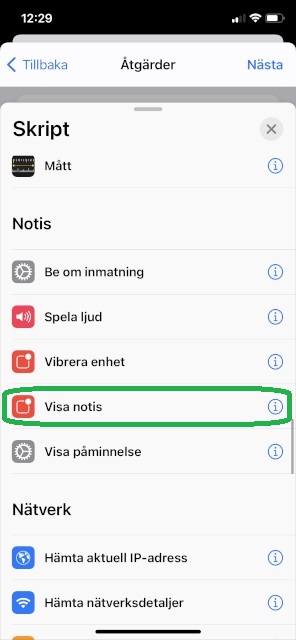 12:29
Tillbaka
Åtgärder
Nästa
Skript
Mått
Notis
Be om inmatning
Spela ljud
Vibrera enhet
Visa notis
Visa påminnelse
Nätverk
Hämta aktuell IP-adress
Hämta nätverksdetaljer